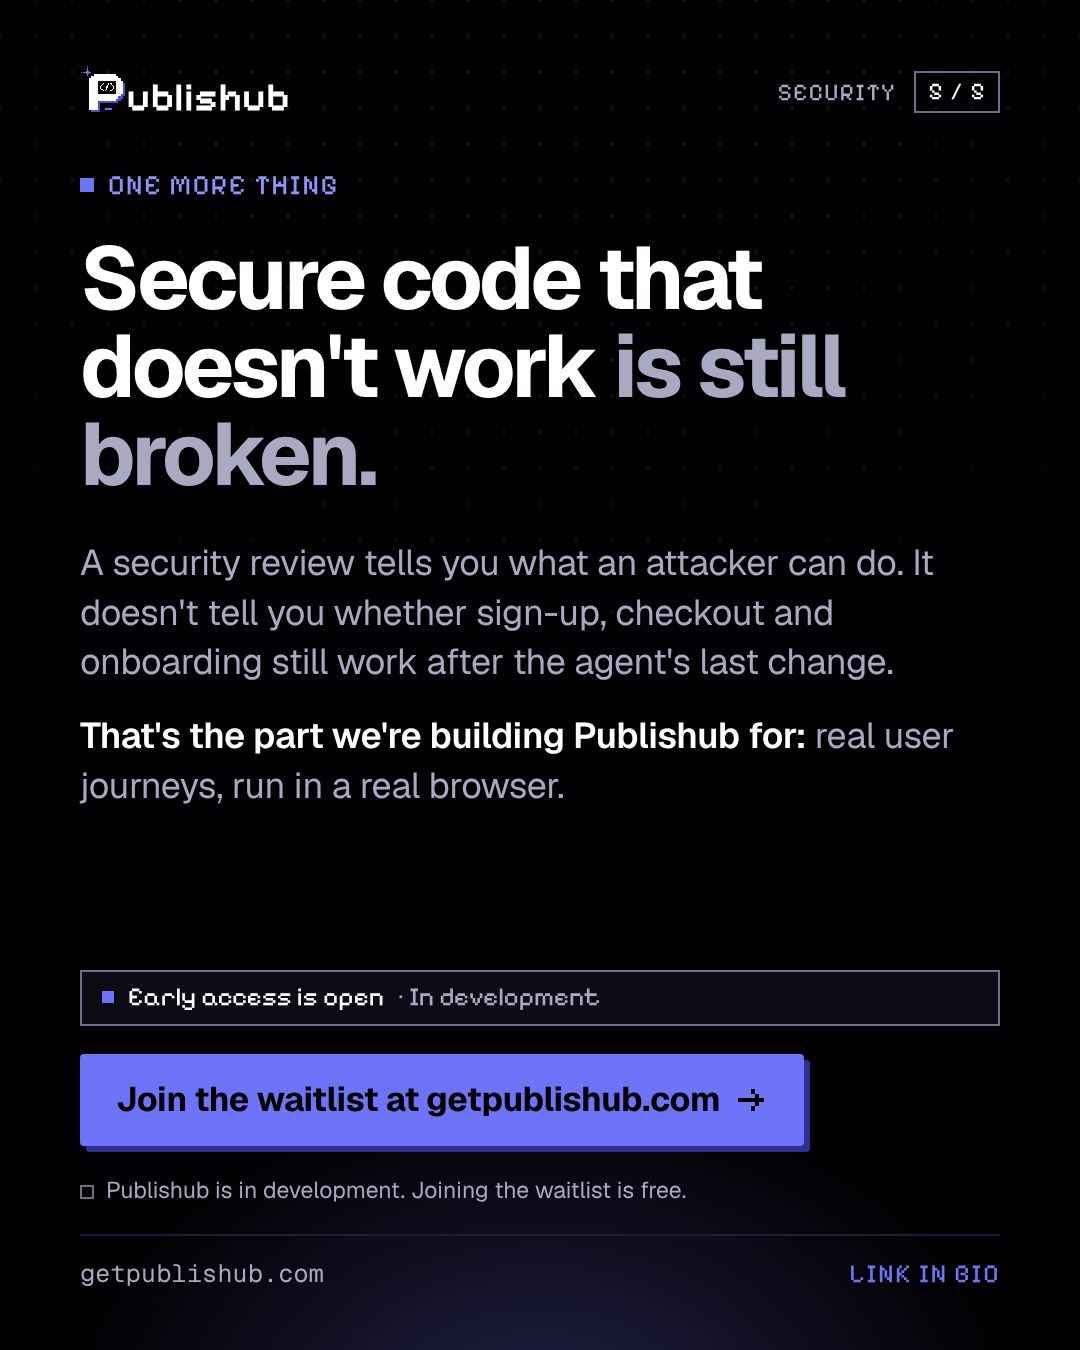 Publishub
SECURITY
8 / 8
ONE MORE THING
Secure code that
doesn't work is still
broken.
A security review tells you what an attacker can do. It
doesn't tell you whether sign-up, checkout and
onboarding still work after the agent's last change.
That's the part we're building Publishub for: real user
journeys, run in a real browser.
Early access is open · In development
Join the waitlist at getpublishub.com →
Publishub is in development. Joining the waitlist is free.
getpublishub.com
LINK IN BIO